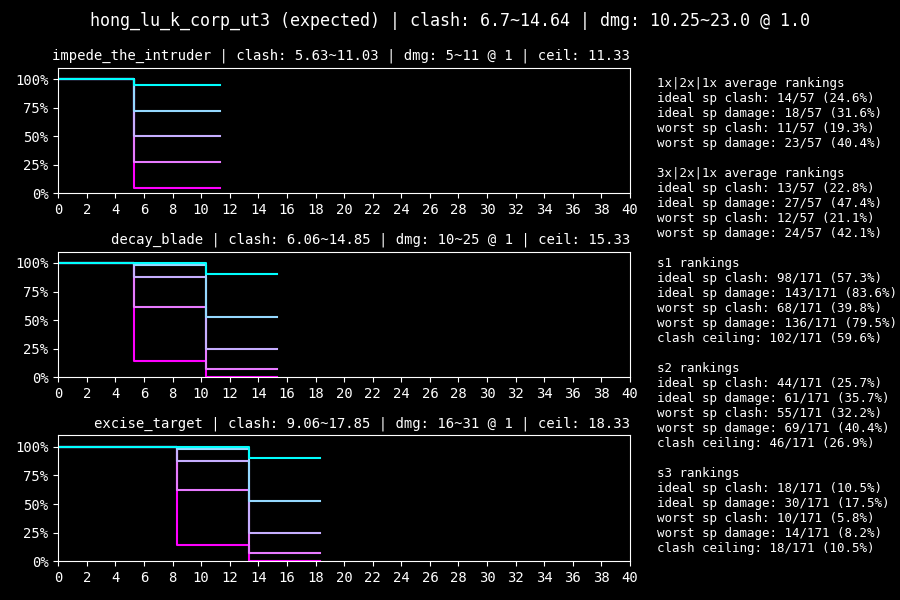 hong_lu_k_corp_ut3 (expected) | clash: 6.7~14.64 | dmg: 10.25~23.0 @ 1.0
impede_the_intruder | clash: 5.63~11.03 | dmg: 5~11 @ 1 | ceil: 11.33
100%
75%
50%
25%
0%
0 2 4 6 8 10 12 14 16 18 20 22 24 26 28 30 32 34 36 38 40
decay_blade | clash: 6.06~14.85 | dmg: 10~25 @ 1 | ceil: 15.33
100%
75%
50%
25%
0%
0 2 4 6 8 10 12 14 16 18 20 22 24 26 28 30 32 34 36 38 40
excise_target | clash: 9.06~17.85 | dmg: 16~31 @ 1 | ceil: 18.33
100%
75%
50%
25%
0%
0 2 4 6 8 10 12 14 16 18 20 22 24 26 28 30 32 34 36 38 40
1x|2x|1x average rankings
ideal sp clash: 14/57 (24.6%)
ideal sp damage: 18/57 (31.6%)
worst sp clash: 11/57 (19.3%)
worst sp damage: 23/57 (40.4%)
3x|2x|1x average rankings
ideal sp clash: 13/57 (22.8%)
ideal sp damage: 27/57 (47.4%)
worst sp clash: 12/57 (21.1%)
worst sp damage: 24/57 (42.1%)
s1 rankings
ideal sp clash: 98/171 (57.3%)
ideal sp damage: 143/171 (83.6%)
worst sp clash: 68/171 (39.8%)
worst sp damage: 136/171 (79.5%)
clash ceiling: 102/171 (59.6%)
s2 rankings
ideal sp clash: 44/171 (25.7%)
ideal sp damage: 61/171 (35.7%)
worst sp clash: 55/171 (32.2%)
worst sp damage: 69/171 (40.4%)
clash ceiling: 46/171 (26.9%)
s3 rankings
ideal sp clash: 18/171 (10.5%)
ideal sp damage: 30/171 (17.5%)
worst sp clash: 10/171 (5.8%)
worst sp damage: 14/171 (8.2%)
clash ceiling: 18/171 (10.5%)